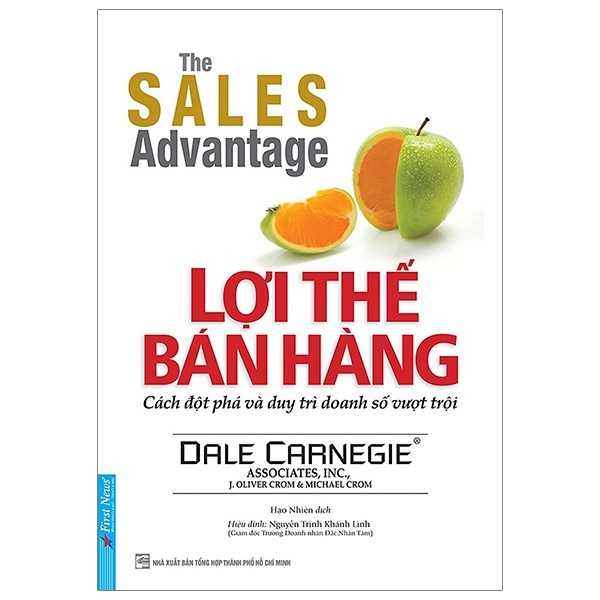 The
SALES
Advantage
LỢI THẾ
BÁN HÀNG
Cách đột phá và duy trì doanh số vượt trội
DALE CARNEGIE®
ASSOCIATES, INC.,
J. OLIVER CROM & MICHAEL CROM
Hạo Nhiên dịch
Hiệu đính: Nguyễn Trịnh Khánh Linh
(Giám đốc Trường Doanh nhân Đắc Nhân Tâm)
First News
NHÀ XUẤT BẢN TỔNG HỢP THÀNH PHỐ HỒ CHÍ MINH